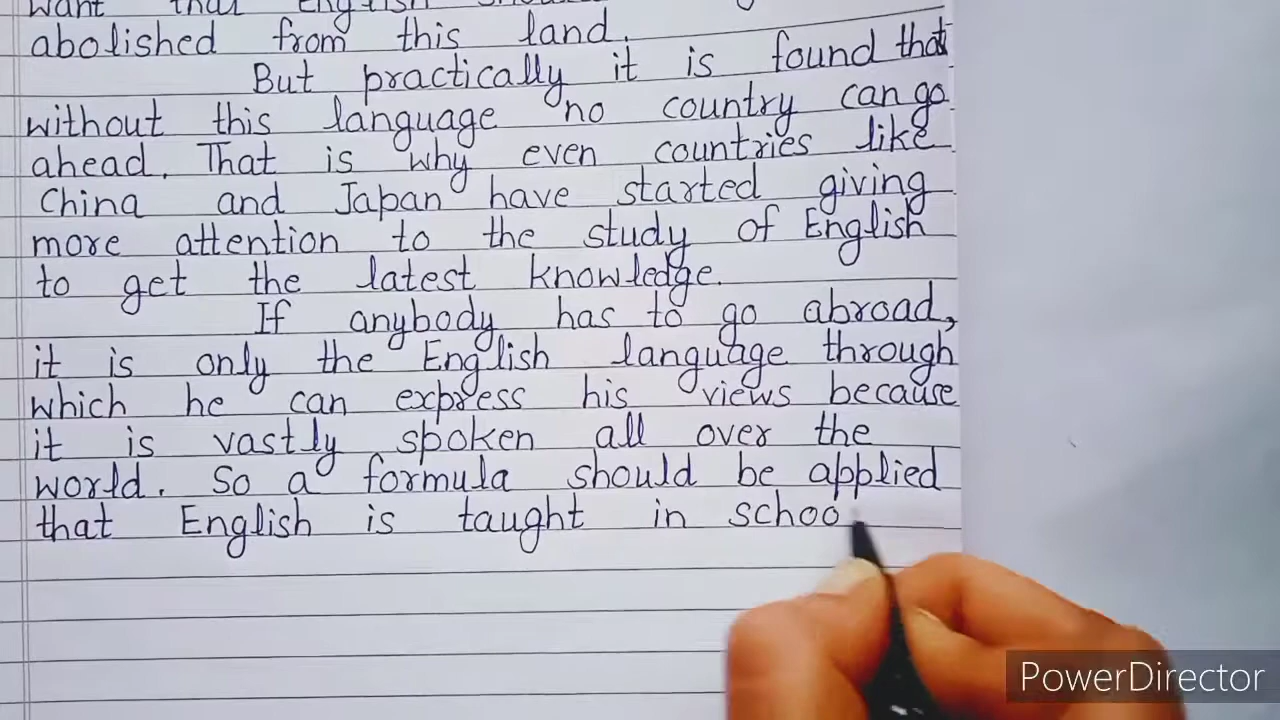 want that English
abolished from this land.
But practically it is found that
without this language no country can go
ahead. That is why even countries like
China and Japan have started giving
more attention to the study of English
to get the latest knowledge.
If anybody has to go abroad,
it is only the English language through
which he can express his views because
it is vastly spoken all over the
world. So a formula should be applied
that English is taught in schoo
PowerDirector